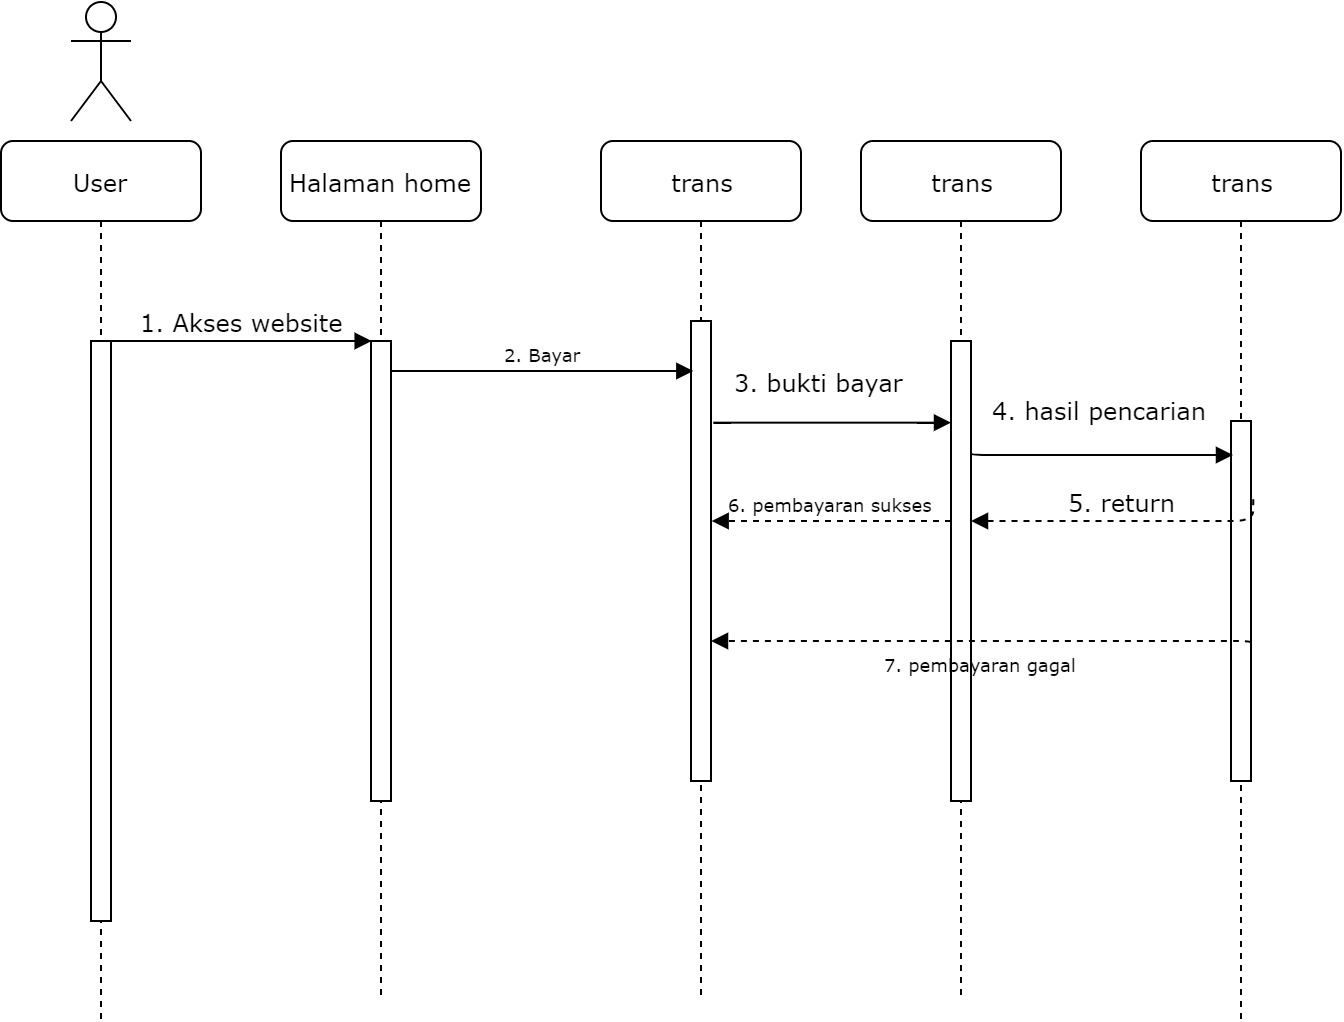 User
Halaman home
trans
trans
trans
1. Akses website
2. Bayar
3. bukti bayar
4. hasil pencarian
5. return
6. pembayaran sukses
7. pembayaran gagal